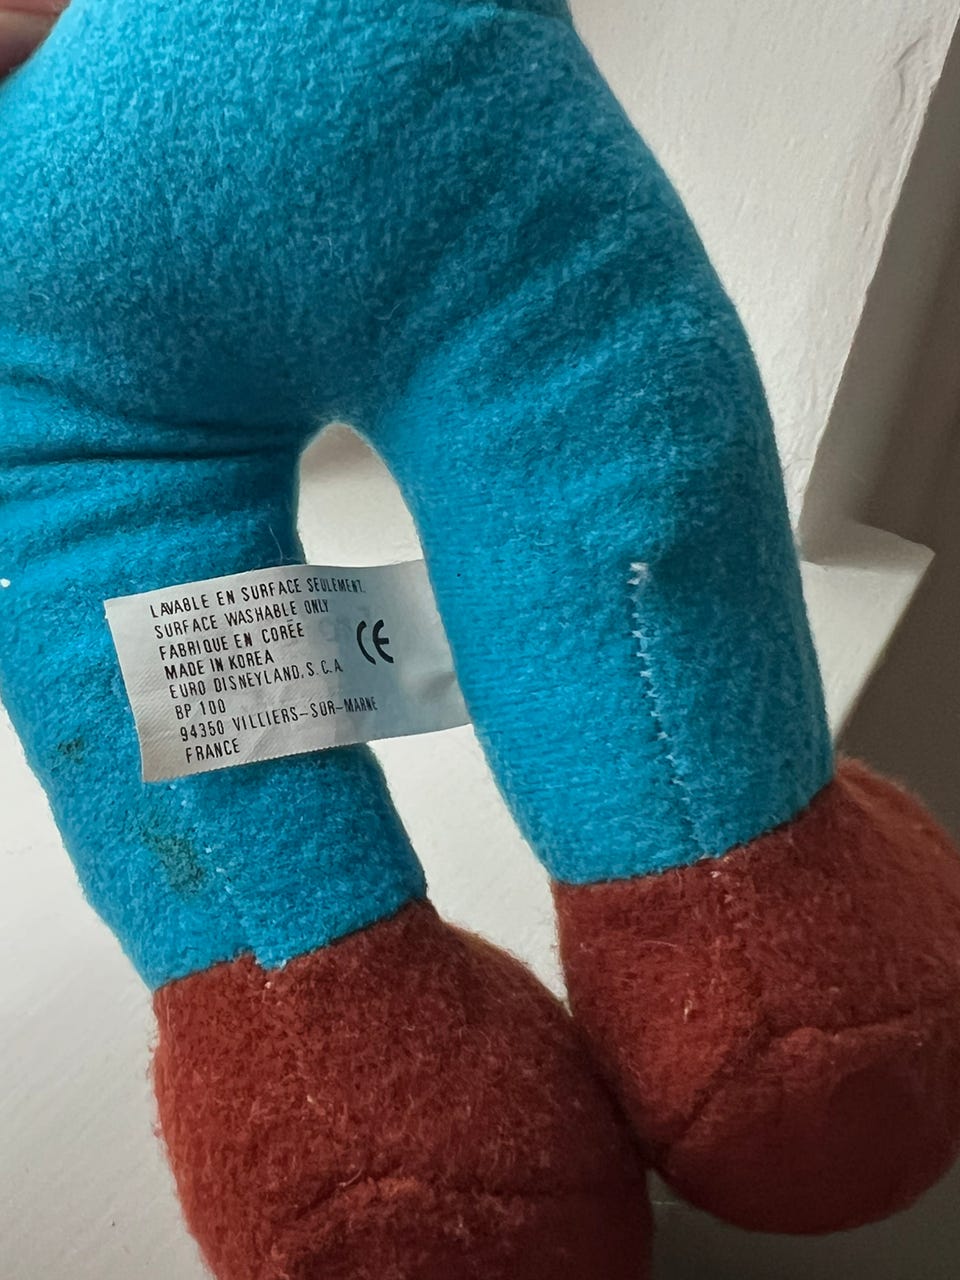 LAVABLE EN SURFACE SEULEMENT.
SURFACE WASHABLE ONLY
FABRIQUE EN CORÉE
MADE IN KOREA
EURO DISNEYLAND, S.C.A.
BP 100
94350 VILLIERS-SUR-MARNE
FRANCE
CE